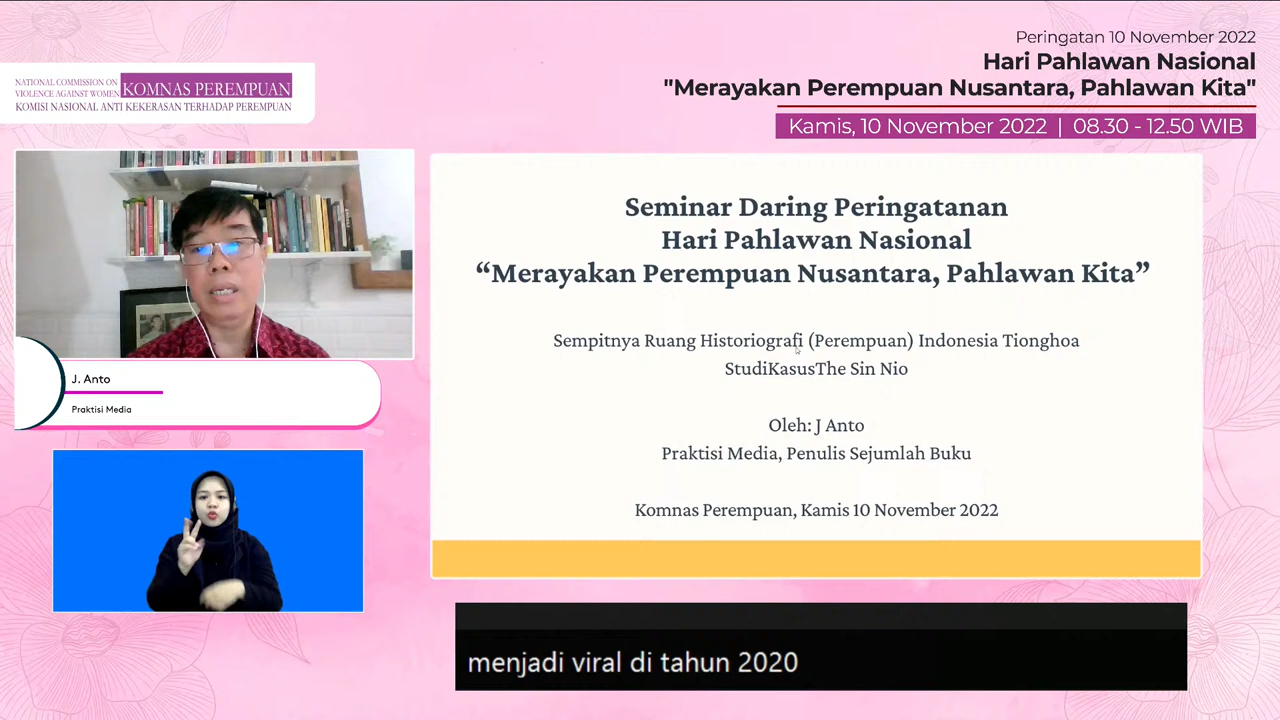 Peringatan 10 November 2022
Hari Pahlawan Nasional
"Merayakan Perempuan Nusantara, Pahlawan Kita"
Kamis, 10 November 2022 | 08.30 - 12.50 WIB
NATIONAL COMMISSION ON
VIOLENCE AGAINST WOMEN KOMNAS PEREMPUAN
KOMISI NASIONAL ANTI KEKERASAN TERHADAP PEREMPUAN
J. Anto
Praktisi Media
Seminar Daring Peringatanan
Hari Pahlawan Nasional
“Merayakan Perempuan Nusantara, Pahlawan Kita”
Sempitnya Ruang Historiografi (Perempuan) Indonesia Tionghoa
StudiKasusThe Sin Nio
Oleh: J Anto
Praktisi Media, Penulis Sejumlah Buku
Komnas Perempuan, Kamis 10 November 2022
menjadi viral di tahun 2020